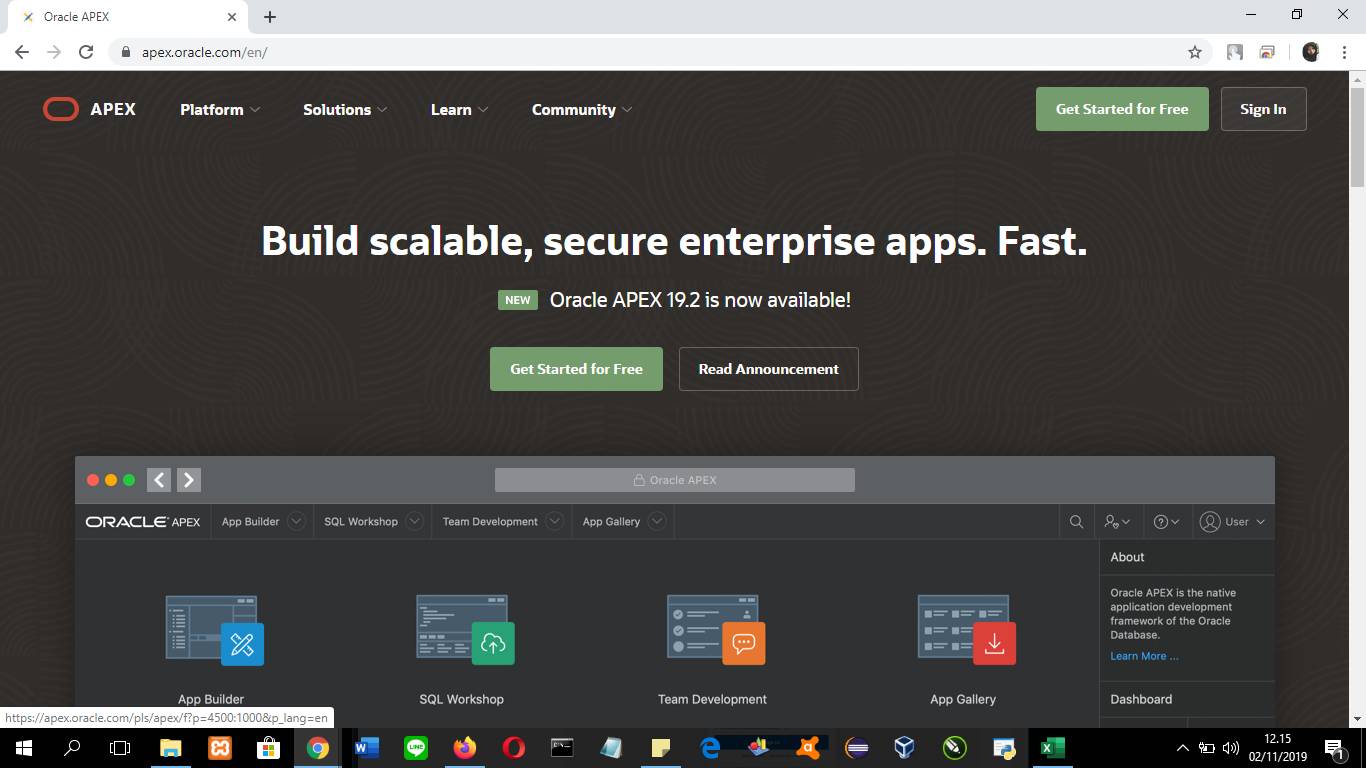 Oracle APEX
apex.oracle.com/en/
APEX Platform Solutions Learn Community Get Started for Free Sign In
Build scalable, secure enterprise apps. Fast.
NEW Oracle APEX 19.2 is now available!
Get Started for Free Read Announcement
Oracle APEX
ORACLE APEX App Builder SQL Workshop Team Development App Gallery User
About
Oracle APEX is the native
application development
framework of the Oracle
Database.
Learn More ...
App Builder SQL Workshop Team Development App Gallery Dashboard
https://apex.oracle.com/pls/apex/f?p=4500:1000&p_lang=en
12.15
02/11/2019
1